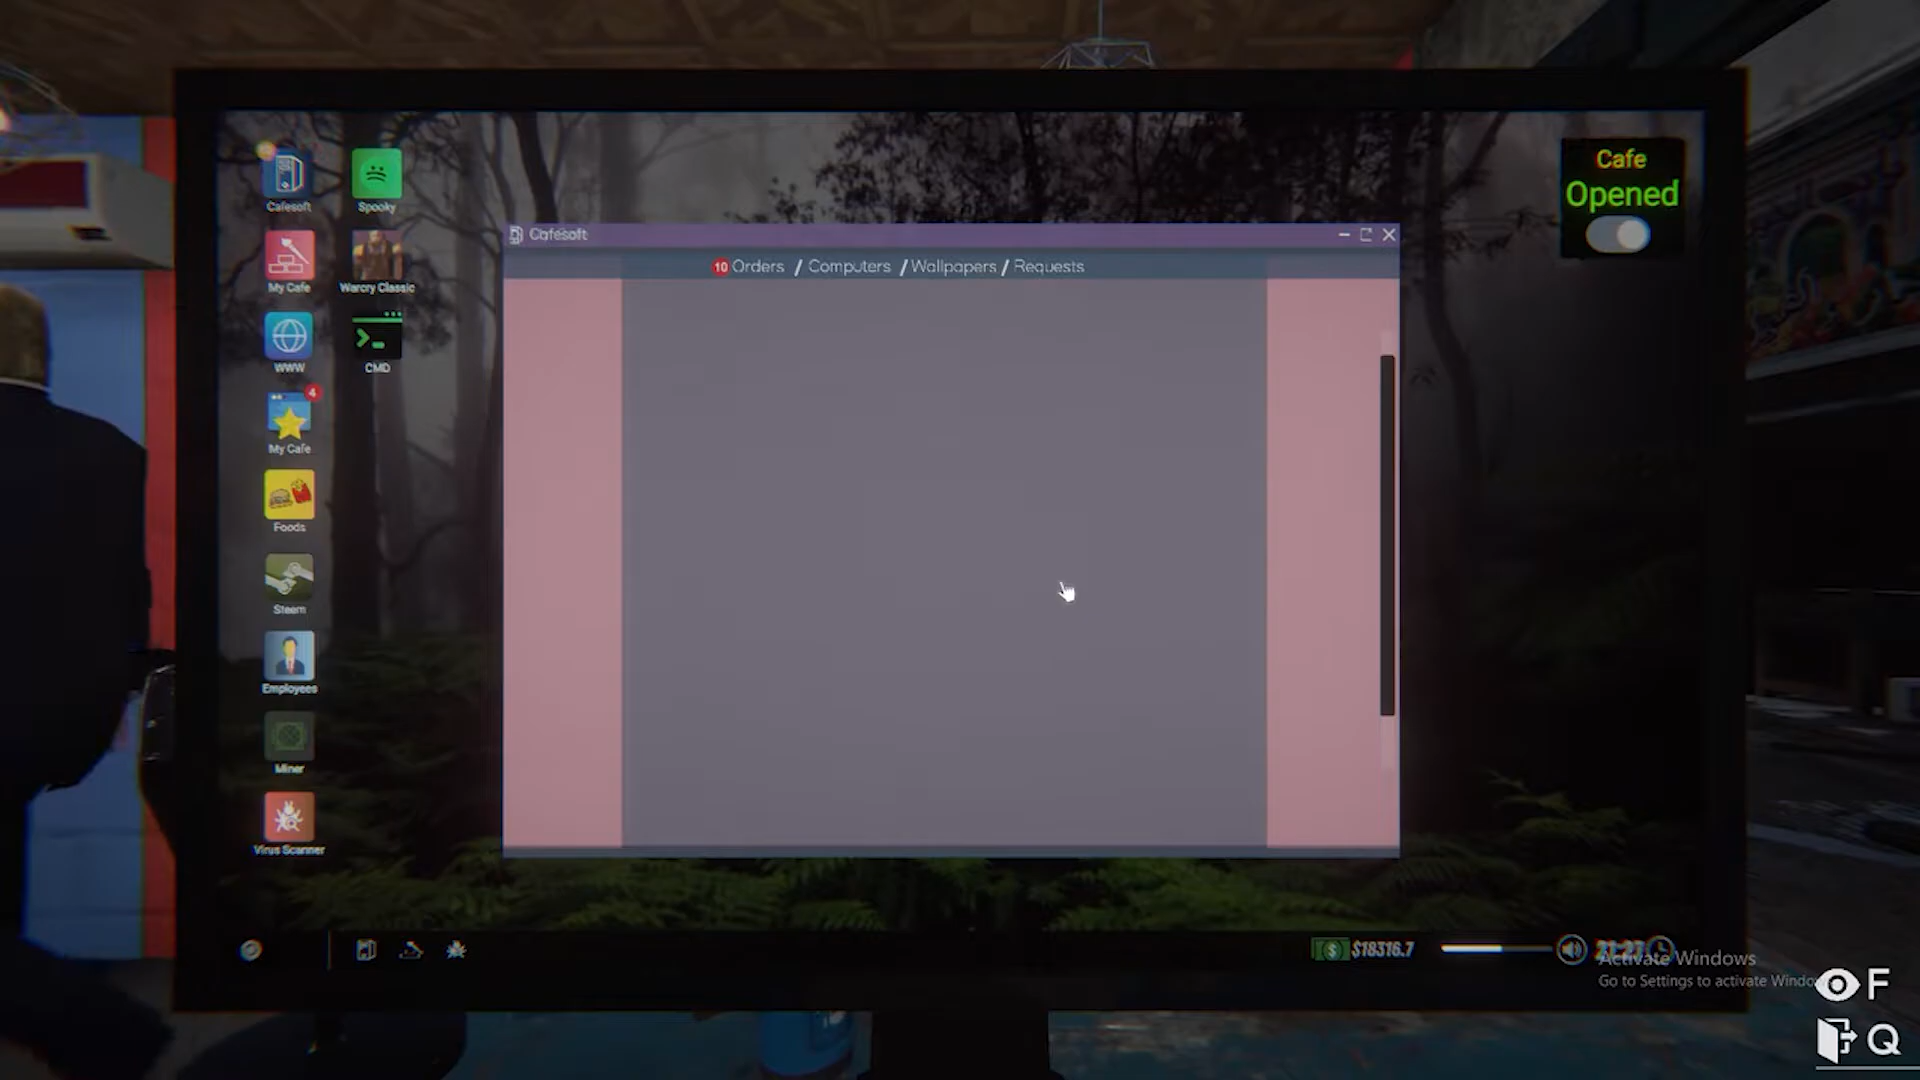 Cafe
Opened
Cafesoft
Spooky
Cafesoft
10 Orders / Computers / Wallpapers / Requests
My Cafe
Warcry Classic
WWW
CMD
4
My Cafe
Foods
Steem
Employees
Miner
Virus Scanner
$18316.7
Activate Windows
Go to Settings to activate Windo
F
Q